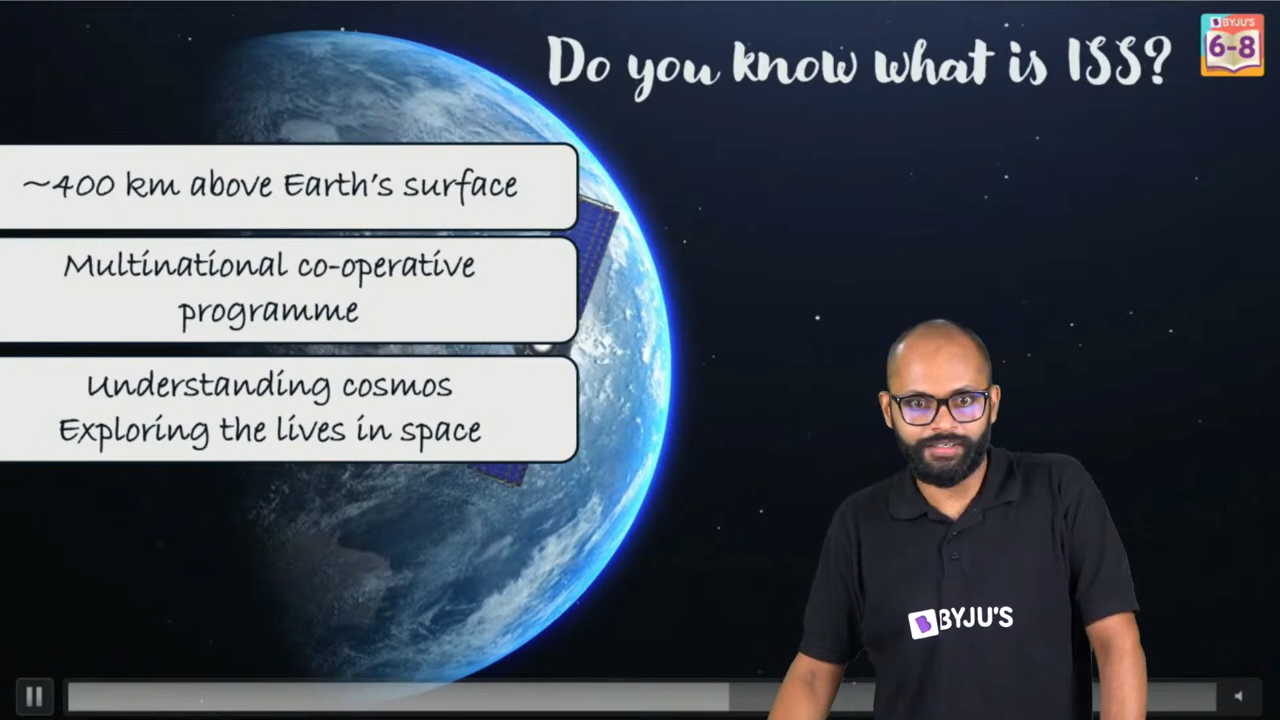 Do you know what is ISS?
BYJU'S
6-8
~400 km above Earth's surface
Multinational co-operative
programme
Understanding cosmos
Exploring the lives in space
BYJU'S